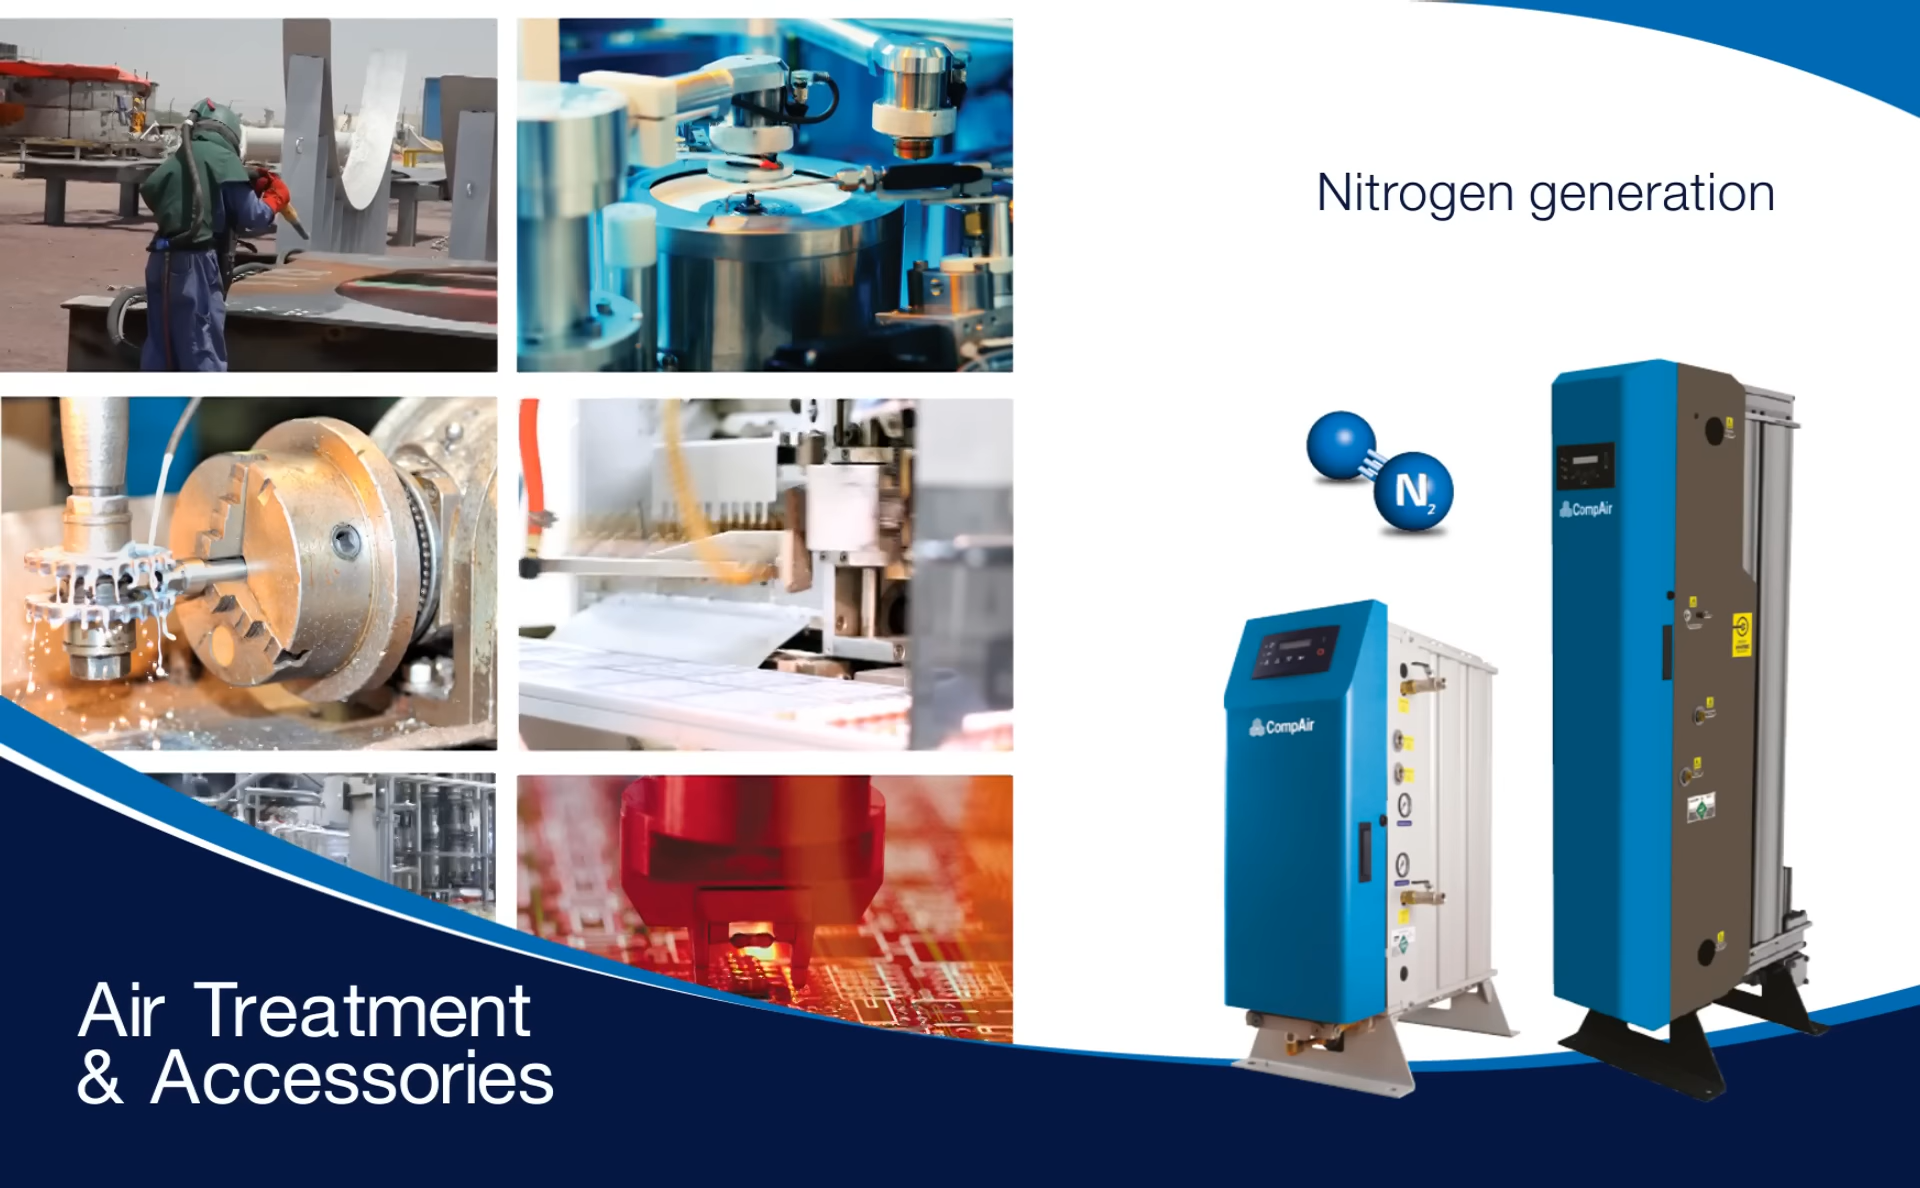 Nitrogen generation
N2
CompAir
CompAir
Air Treatment
& Accessories